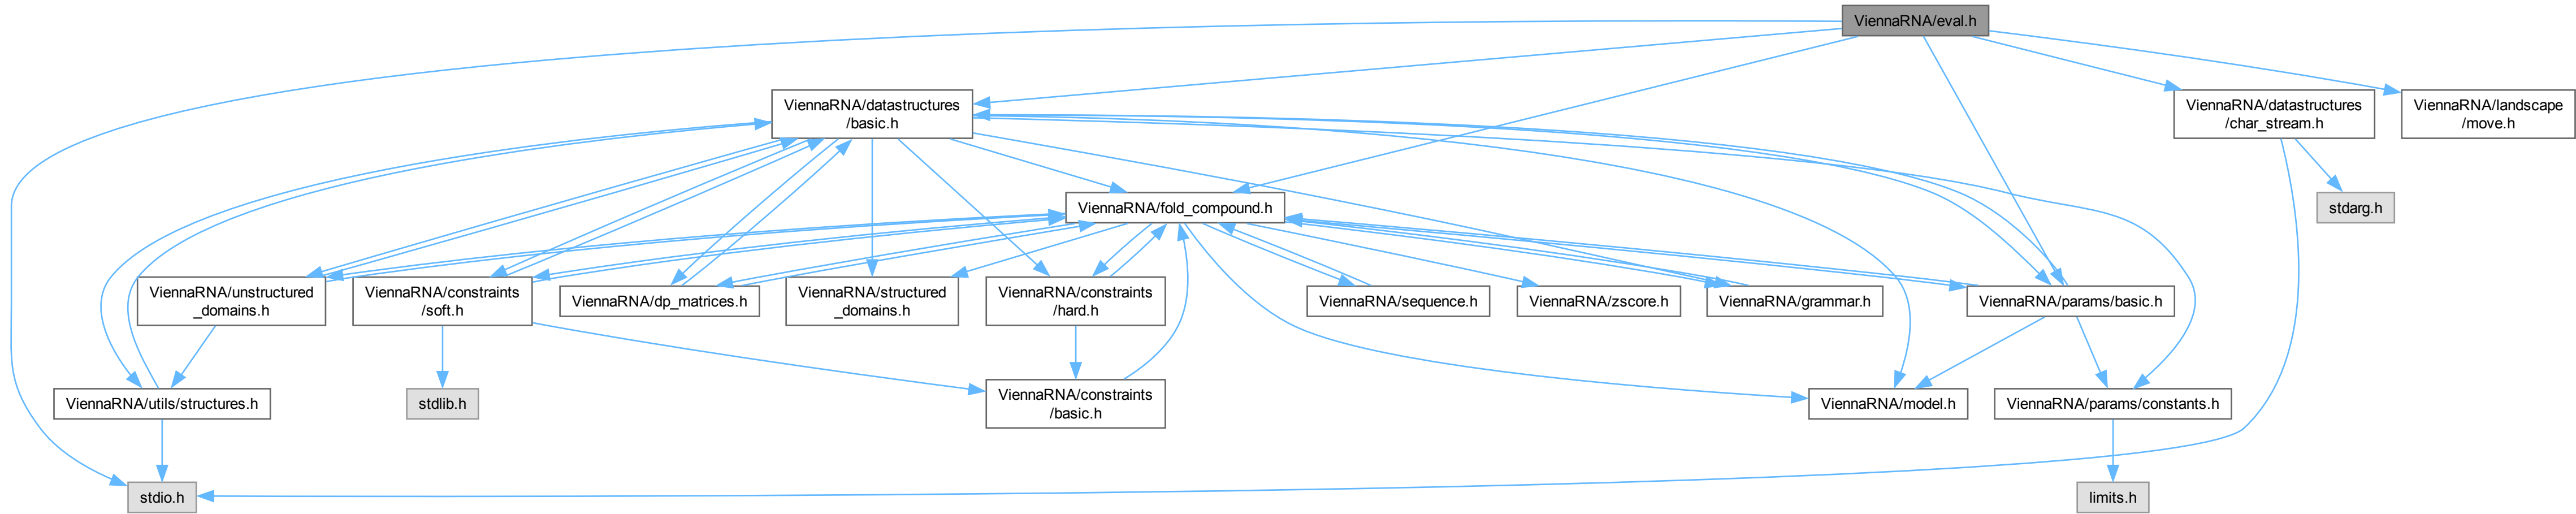 ViennaRNA/eval.h
ViennaRNA/datastructures
/basic.h
ViennaRNA/datastructures
/char_stream.h
ViennaRNA/landscape
/move.h
ViennaRNA/fold_compound.h
stdarg.h
ViennaRNA/unstructured
_domains.h
ViennaRNA/constraints
/soft.h
ViennaRNA/dp_matrices.h
ViennaRNA/structured
_domains.h
ViennaRNA/constraints
/hard.h
ViennaRNA/sequence.h
ViennaRNA/zscore.h
ViennaRNA/grammar.h
ViennaRNA/params/basic.h
ViennaRNA/utils/structures.h
stdlib.h
ViennaRNA/constraints
/basic.h
ViennaRNA/model.h
ViennaRNA/params/constants.h
stdio.h
limits.h